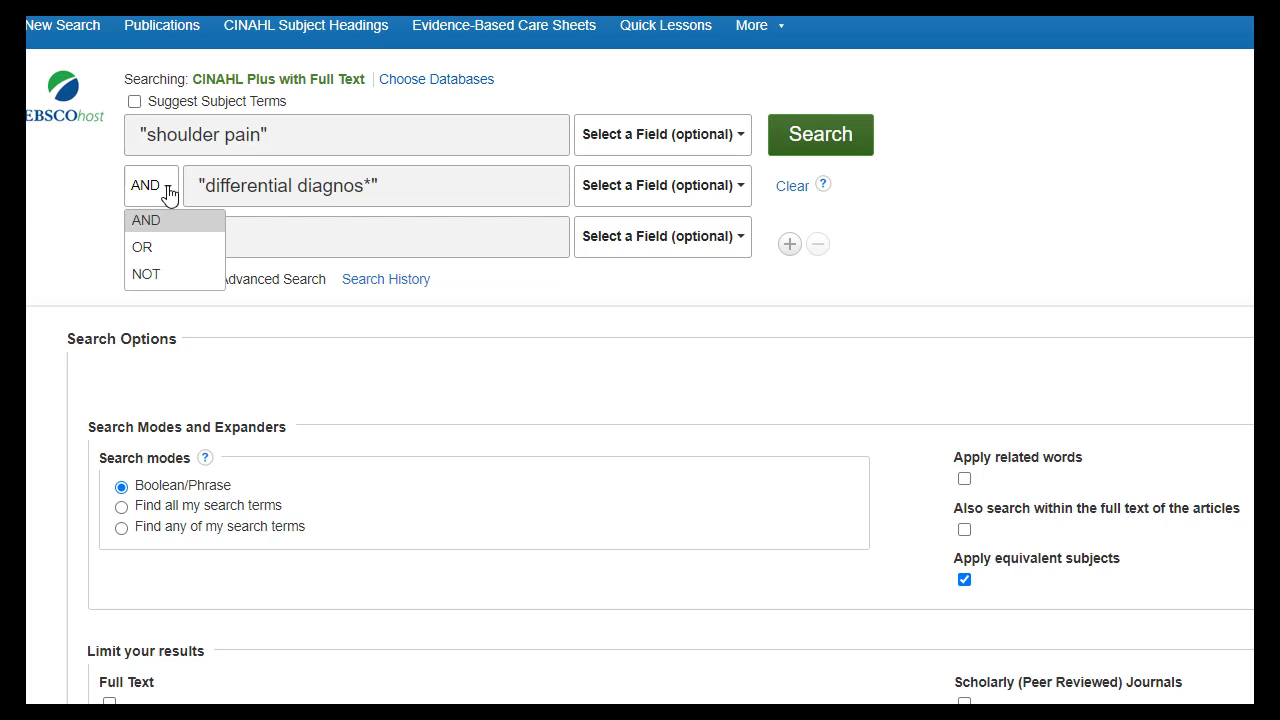 New Search Publications CINAHL Subject Headings Evidence-Based Care Sheets Quick Lessons More
Searching: CINAHL Plus with Full Text Choose Databases
Suggest Subject Terms
EBSCOhost
"shoulder pain" Select a Field (optional) Search
AND "differential diagnos*" Select a Field (optional) Clear ?
AND
OR
Select a Field (optional)
NOT
Advanced Search Search History
Search Options
Search Modes and Expanders
Search modes ?
Boolean/Phrase
Find all my search terms
Find any of my search terms
Apply related words
Also search within the full text of the articles
Apply equivalent subjects
Limit your results
Full Text
Scholarly (Peer Reviewed) Journals